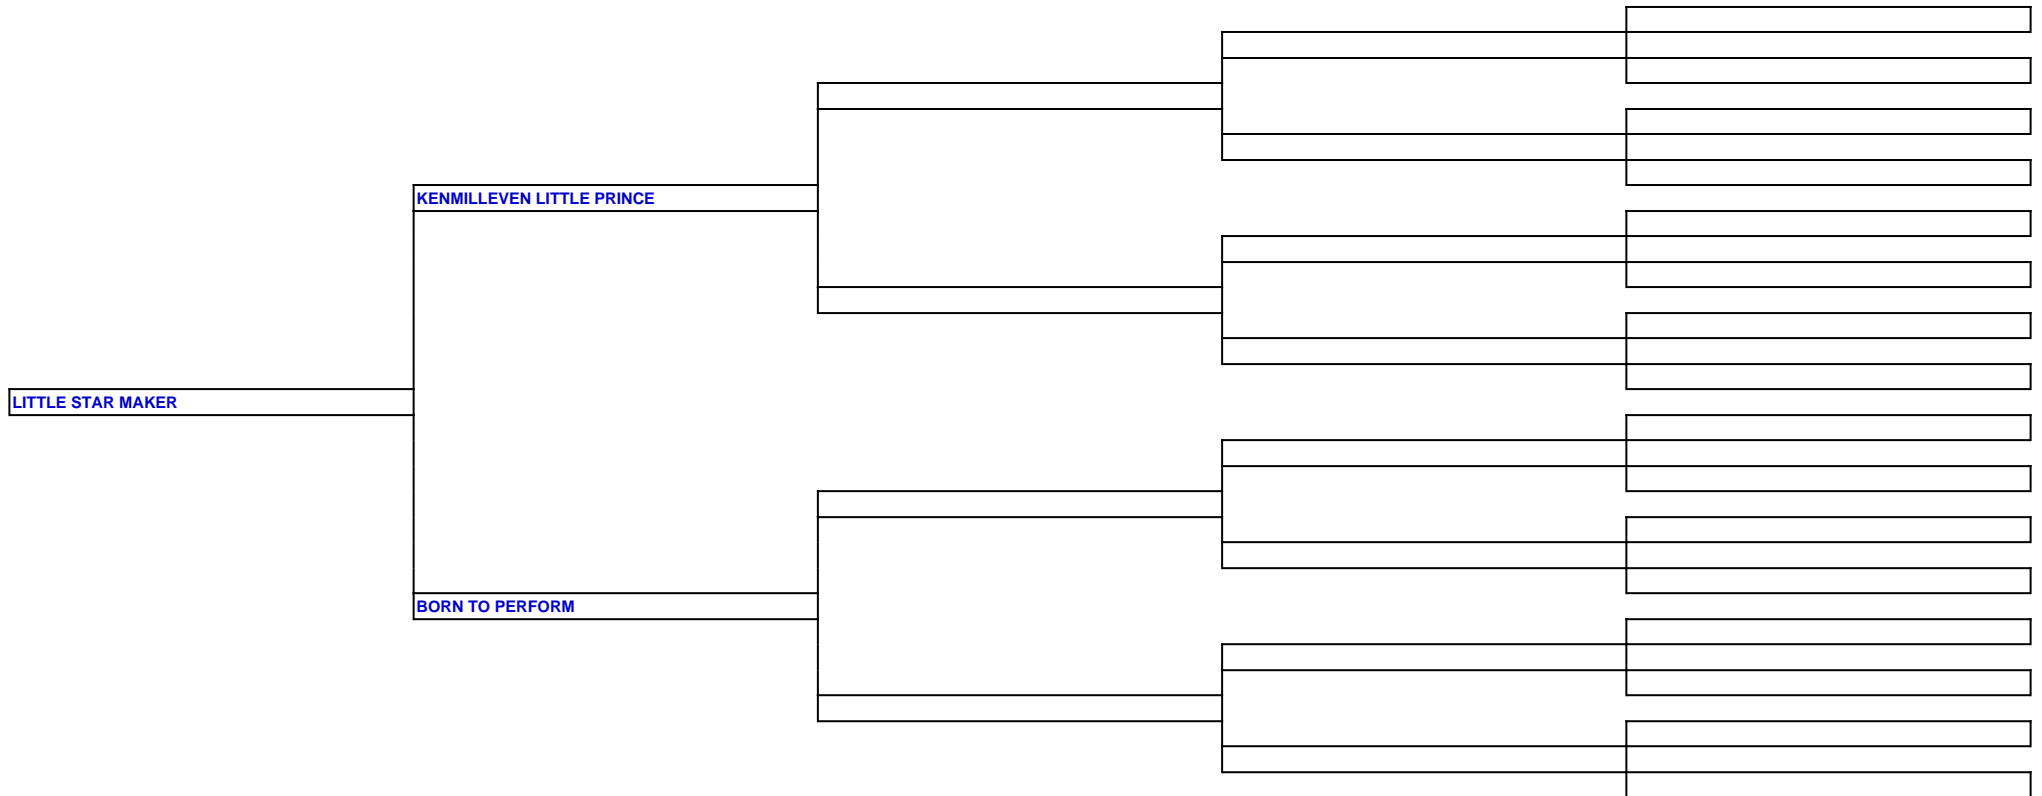 KENMILLEVEN LITTLE PRINCE
LITTLE STAR MAKER
BORN TO PERFORM